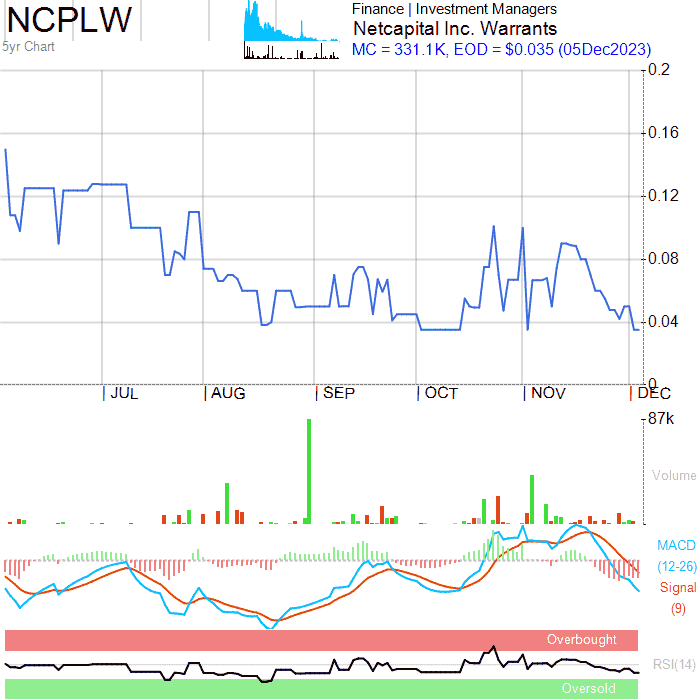 NCPLW
5yr Chart
Finance | Investment Managers
Netcapital Inc. Warrants
MC = 331.1K, EOD = $0.035 (05Dec2023)
0.2
0.16
0.12
0.08
0.04
0
| JUL | AUG | SEP | OCT | NOV | DEC
87k
Volume
MACD
(12-26)
Signal
(9)
Overbought
RSI(14)
Oversold